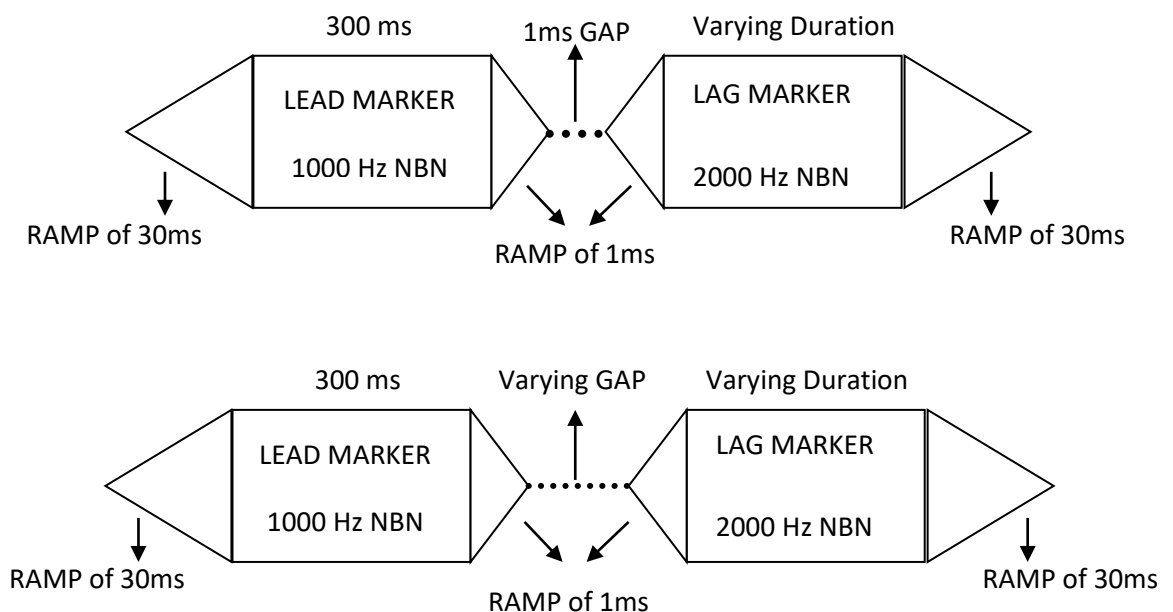 300 ms
1ms GAP
Varying Duration
LEAD MARKER
1000 Hz NBN
LAG MARKER
2000 Hz NBN
RAMP of 30ms
RAMP of 1ms
RAMP of 30ms
300 ms
Varying GAP
Varying Duration
LEAD MARKER
1000 Hz NBN
LAG MARKER
2000 Hz NBN
RAMP of 30ms
RAMP of 1ms
RAMP of 30ms